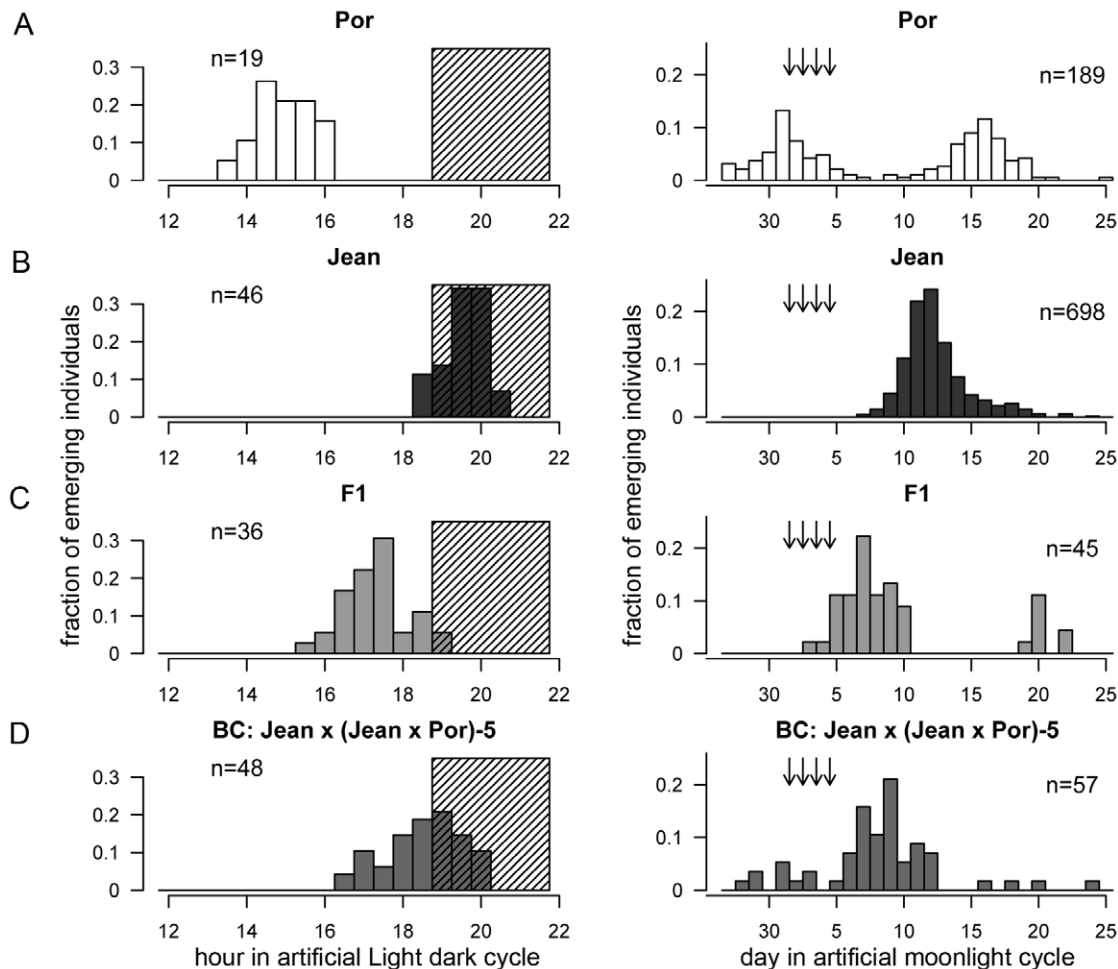 A
Por
Por
n=19
n=189
0.3
0.2
0.1
0
0.2
0.1
0
12 14 16 18 20 22
30 5 10 15 20 25
B
Jean
Jean
n=46
n=698
0.3
0.2
0.1
0
0.2
0.1
0
12 14 16 18 20 22
30 5 10 15 20 25
C
F1
F1
n=36
n=45
0.3
0.2
0.1
0
0.2
0.1
0
12 14 16 18 20 22
30 5 10 15 20 25
D
BC: Jean x (Jean x Por)-5
BC: Jean x (Jean x Por)-5
n=48
n=57
0.3
0.2
0.1
0
0.2
0.1
0
12 14 16 18 20 22
30 5 10 15 20 25
fraction of emerging individuals
fraction of emerging individuals
hour in artificial Light dark cycle
day in artificial moonlight cycle